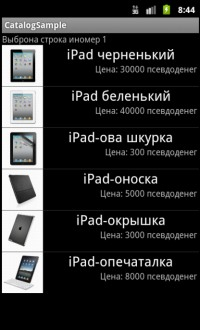 8:44
CatalogSample
Выброна строка иномер 1
iPad черненький
Цена: 30000 псевдоденег
iPad беленький
Цена: 40000 псевдоденег
iPad-ова шкурка
Цена: 300 псевдоденег
iPad-оноска
Цена: 5000 псевдоденег
iPad-окрышка
Цена: 3000 псевдоденег
iPad-опечаталка
Цена: 8000 псевдоденег